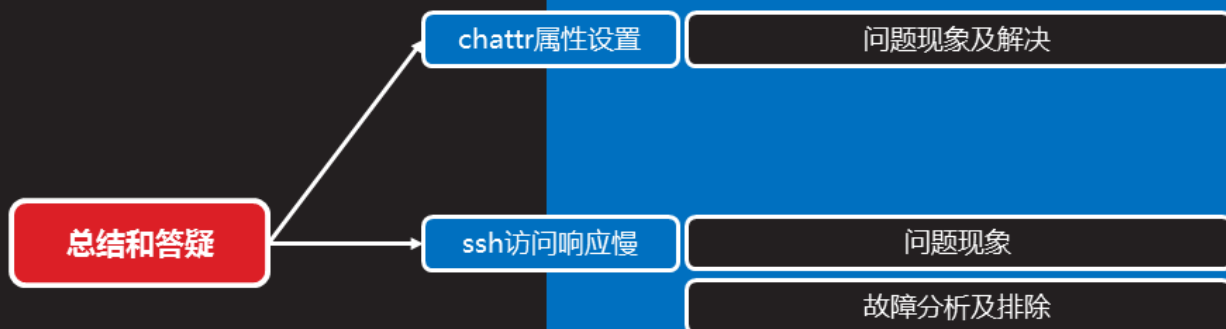 chattr属性设置
问题现象及解决
总结和答疑
ssh访问响应慢
问题现象
故障分析及排除